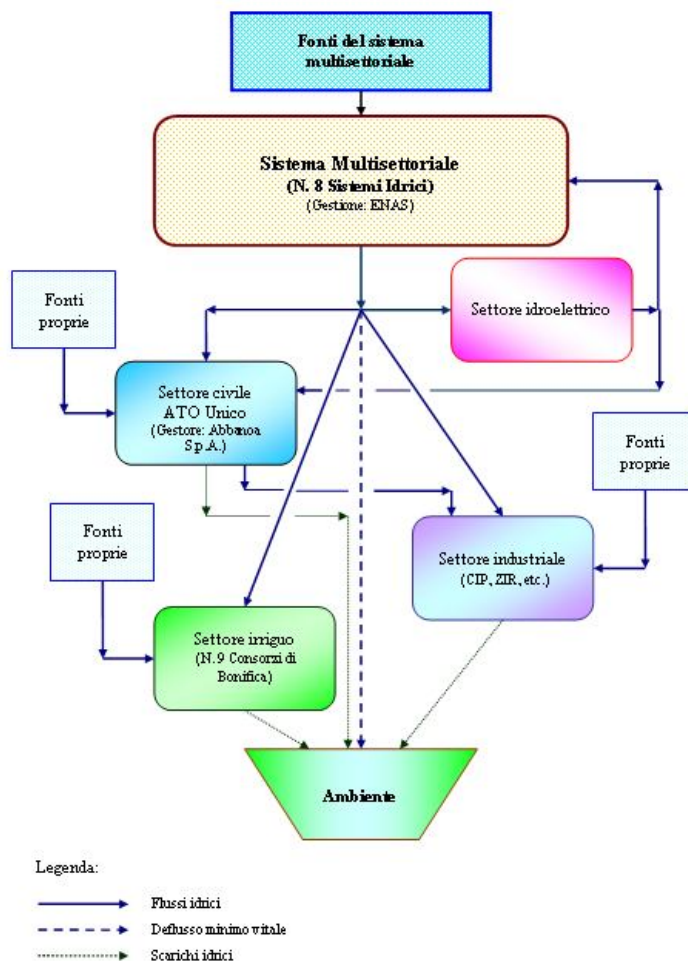 Fonti del sistema
multisettoriale
Sistema Multisettoriale
(N. 8 Sistemi Idrici)
(Gestione: ENAS)
Fonti
proprie
Settore idroelettrico
Settore civile
ATO Unico
(Gestore: Abbanoa
S.p.A.)
Fonti
proprie
Fonti
proprie
Settore industriale
(CIP, ZIR, etc.)
Settore irriguo
(N.9 Consorzi di
Bonifica)
Ambiente
Legenda:
Flussi idrici
Deflusso minimo vitale
Scarichi idrici